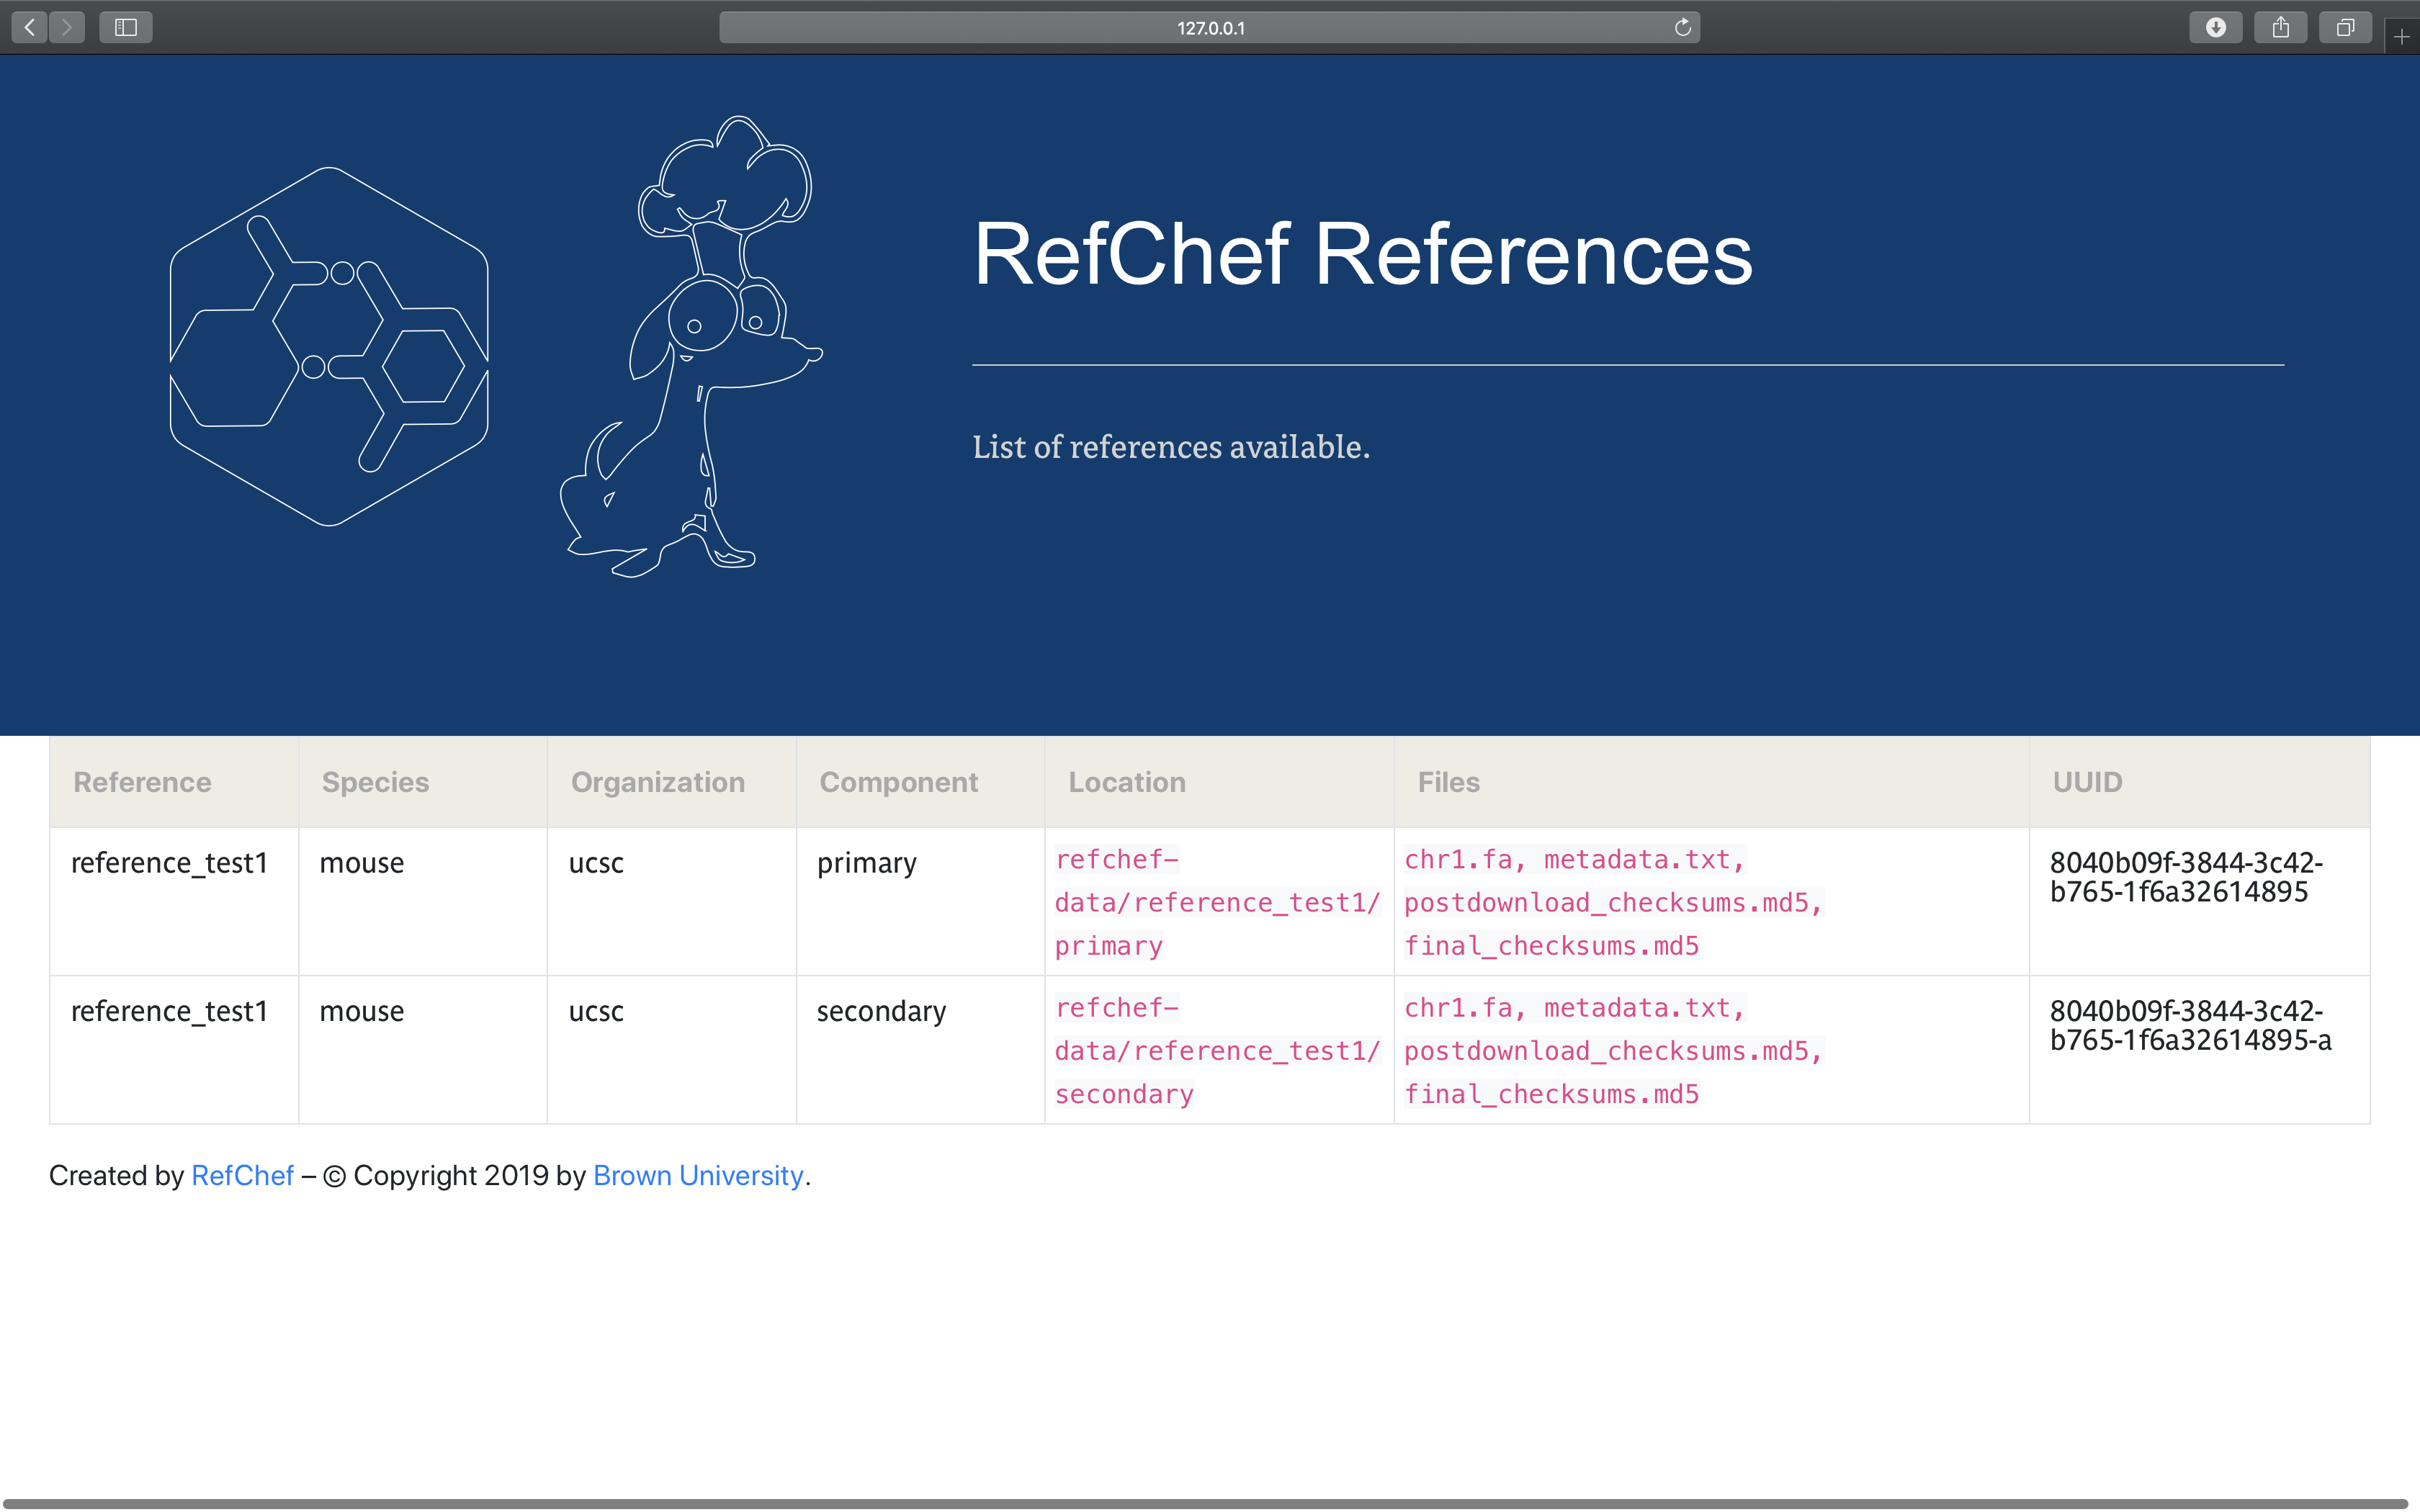 127.0.0.1
RefChef References
List of references available.
Reference Species Organization Component Location Files UUID
reference_test1 mouse ucsc primary refchef- chr1.fa, metadata.txt, 8040b09f-3844-3c42-
data/reference_test1/ postdownload_checksums.md5, b765-1f6a32614895
primary final_checksums.md5
reference_test1 mouse ucsc secondary refchef- chr1.fa, metadata.txt, 8040b09f-3844-3c42-
data/reference_test1/ postdownload_checksums.md5, b765-1f6a32614895-a
secondary final_checksums.md5
Created by RefChef – © Copyright 2019 by Brown University.